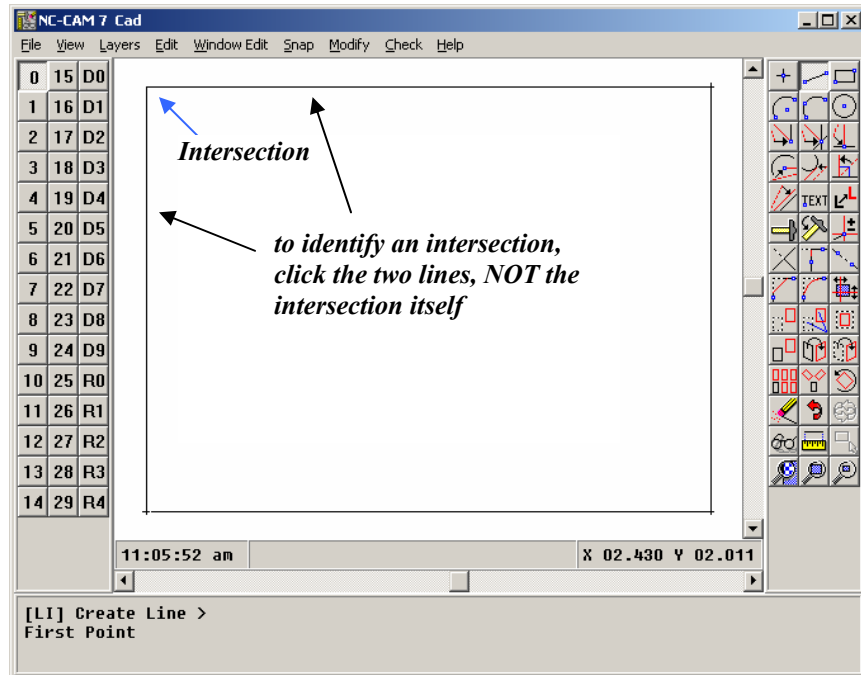 NC-CAM 7 Cad
File View Layers Edit Window Edit Snap Modify Check Help
0 15 D0
1 16 D1
2 17 D2
3 18 D3
4 19 D4
5 20 D5
6 21 D6
7 22 D7
8 23 D8
9 24 D9
10 25 R0
11 26 R1
12 27 R2
13 28 R3
14 29 R4
Intersection
to identify an intersection,
click the two lines, NOT the
intersection itself
TEXT L
11:05:52 am X 02.430 Y 02.011
[LI] Create Line >
First Point